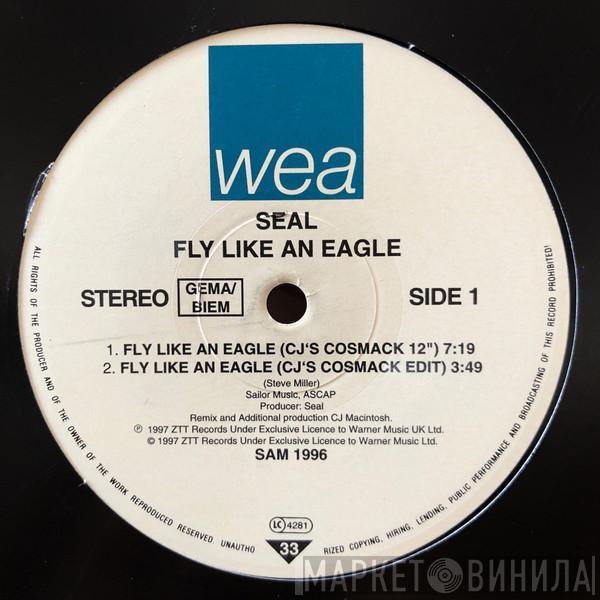 wea
SEAL
FLY LIKE AN EAGLE
STEREO
GEMA/
BIEM
SIDE 1
1. FLY LIKE AN EAGLE (CJ'S COSMACK 12") 7:19
2. FLY LIKE AN EAGLE (CJ'S COSMACK EDIT) 3:49
(Steve Miller)
Sailor Music, ASCAP
Producer: Seal
Remix and Additional production CJ Macintosh.
℗ 1997 ZTT Records Under Exclusive Licence to Warner Music UK Ltd.
© 1997 ZTT Records Under Exclusive Licence to Warner Music Ltd.
SAM 1996
LC 4281
33
ALL RIGHTS OF THE PRODUCER AND OF THE OWNER OF THE WORK REPRODUCED RESERVED. UNAUTHO
RIZED COPYING, HIRING, LENDING, PUBLIC PERFORMANCE AND BROADCASTING OF THIS RECORD PROHIBITED!
МАРКЕТ ВИНИЛА